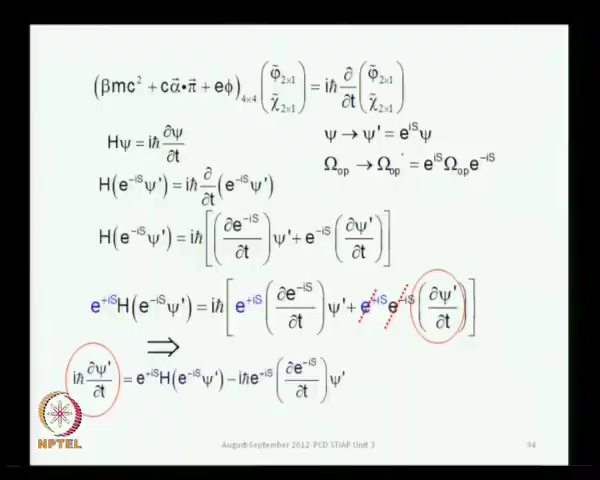 (βmc² + cα⃗•π⃗ + eϕ)₄ₓ₄ (φ̃₂ₓ₁ χ̃₂ₓ₁) = iħ ∂/∂t (φ̃₂ₓ₁ χ̃₂ₓ₁)
Hψ = iħ ∂ψ/∂t
ψ → ψ' = e^{iS}ψ
Ω_op → Ω_op' = e^{iS}Ω_op e^{-iS}
H(e^{-iS}ψ') = iħ ∂/∂t (e^{-iS}ψ')
H(e^{-iS}ψ') = iħ[(∂e^{-iS}/∂t)ψ' + e^{-iS}(∂ψ'/∂t)]
e^{+iS}H(e^{-iS}ψ') = iħ[e^{+iS}(∂e^{-iS}/∂t)ψ' + e^{+iS}e^{-iS}(∂ψ'/∂t)]
⇒
iħ ∂ψ'/∂t = e^{+iS}H(e^{-iS}ψ') − iħe^{+iS}(∂e^{-iS}/∂t)ψ'
NPTEL
August-September 2012 PCD STiAP Unit 3
94